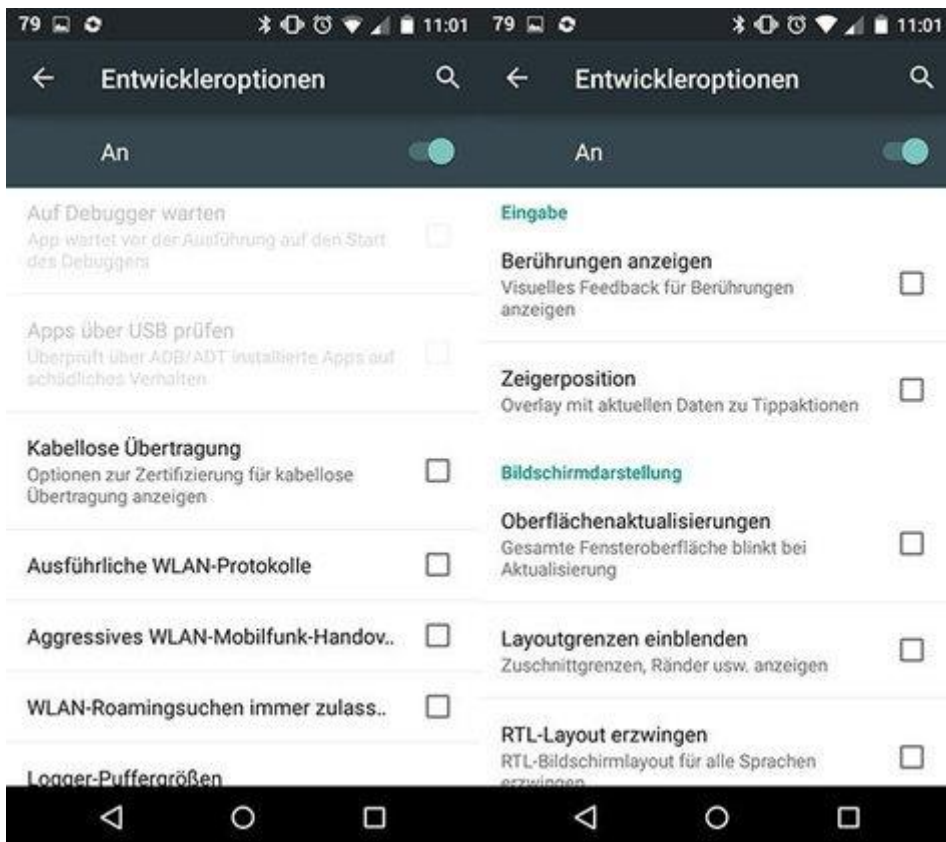 79 11:01
Entwickleroptionen
An
Auf Debugger warten
App wartet vor der Ausführung auf den Start
des Debuggers
Apps über USB prüfen
Überprüft über ADB/ADT installierte Apps auf
schädliches Verhalten
Kabellose Übertragung
Optionen zur Zertifizierung für kabellose
Übertragung anzeigen
Ausführliche WLAN-Protokolle
Aggressives WLAN-Mobilfunk-Handov..
WLAN-Roamingsuchen immer zulass..
Logger-Puffergrößen
79 11:01
Entwickleroptionen
An
Eingabe
Berührungen anzeigen
Visuelles Feedback für Berührungen
anzeigen
Zeigerposition
Overlay mit aktuellen Daten zu Tippaktionen
Bildschirmdarstellung
Oberflächenaktualisierungen
Gesamte Fensteroberfläche blinkt bei
Aktualisierung
Layoutgrenzen einblenden
Zuschnittgrenzen, Ränder usw. anzeigen
RTL-Layout erzwingen
RTL-Bildschirmlayout für alle Sprachen
erzwingen